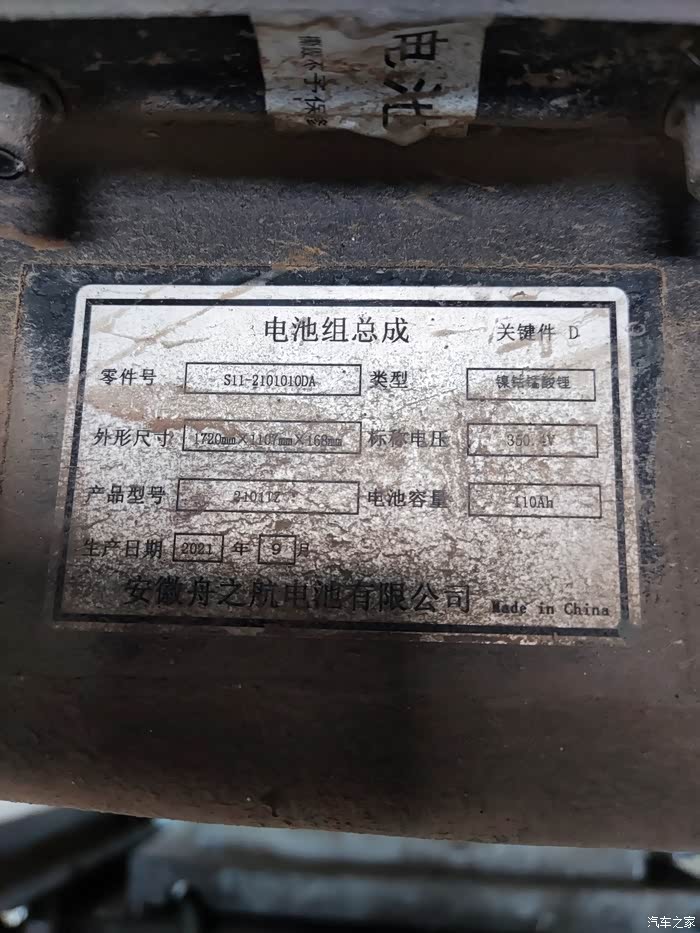 电池
电池组总成 关键件 D
零件号 S11-2101010DA 类型 镍钴锰酸锂
外形尺寸 1720mm×1107mm×168mm 标称电压 350.4V
产品型号 2101TZ 电池容量 110Ah
生产日期 2021 年 9 月
安徽舟之航电池有限公司 Made in China
汽车之家